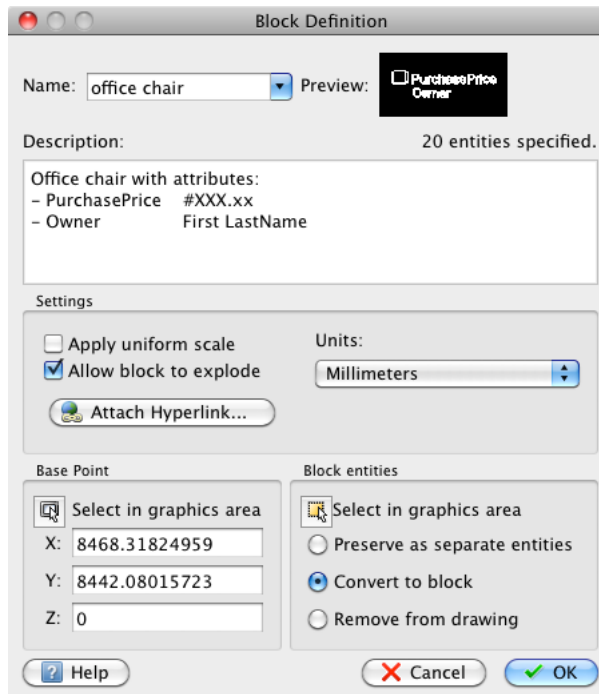 Block Definition
Name: office chair Preview: PurchasePrice
Owner
Description: 20 entities specified.
Office chair with attributes:
– PurchasePrice #XXX.xx
– Owner First LastName
Settings
Apply uniform scale
Allow block to explode
Attach Hyperlink...
Units:
Millimeters
Base Point
Select in graphics area
X: 8468.31824959
Y: 8442.08015723
Z: 0
Block entities
Select in graphics area
Preserve as separate entities
Convert to block
Remove from drawing
? Help Cancel OK